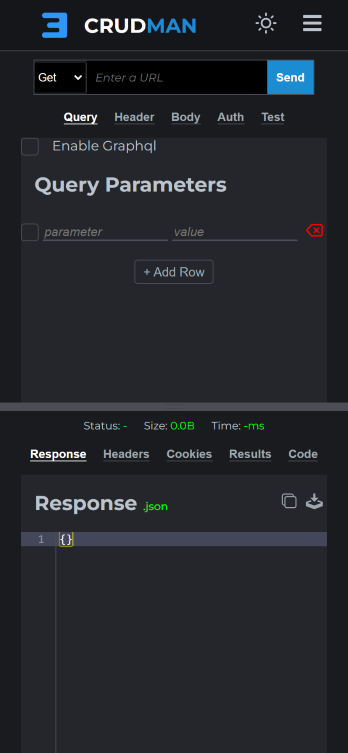 CRUDMAN
Get Enter a URL Send
Query Header Body Auth Test
Enable Graphql
Query Parameters
parameter value
+ Add Row
Status: - Size: 0.0B Time: -ms
Response Headers Cookies Results Code
Response .json
1 {}